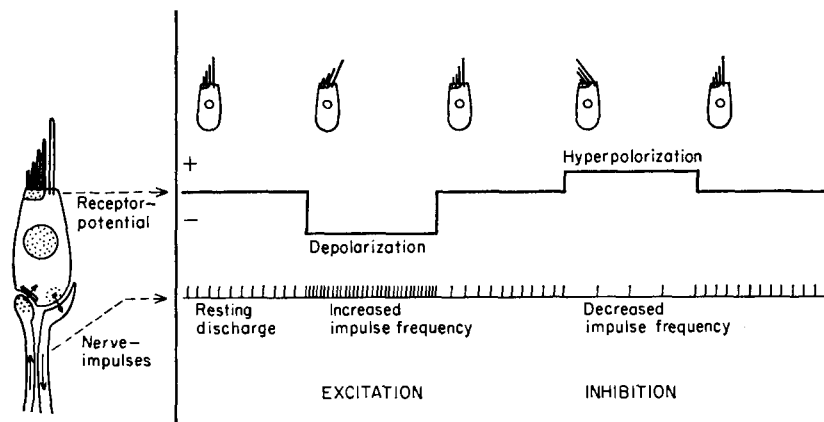 +
Hyperpolorization
Receptor-
potential
−
Depolarization
Resting
discharge
Increased
impulse frequency
Decreased
impulse frequency
Nerve-
impulses
EXCITATION
INHIBITION